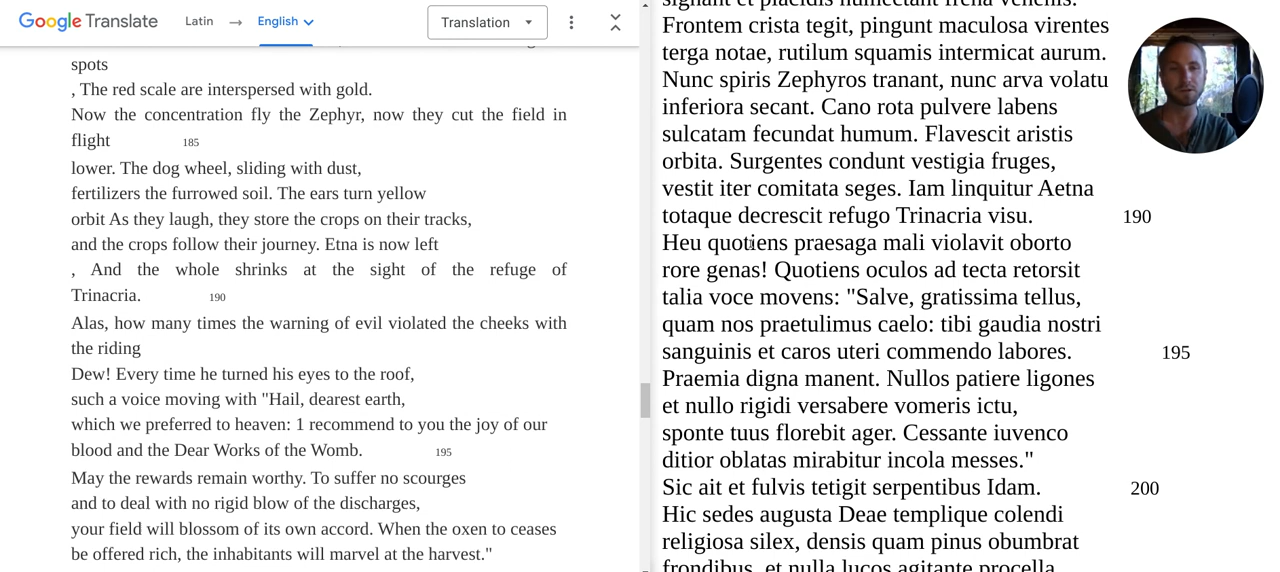 Google Translate Latin → English Translation
spots
, The red scale are interspersed with gold.
Now the concentration fly the Zephyr, now they cut the field in
flight 185
lower. The dog wheel, sliding with dust,
fertilizers the furrowed soil. The ears turn yellow
orbit As they laugh, they store the crops on their tracks,
and the crops follow their journey. Etna is now left
, And the whole shrinks at the sight of the refuge of
Trinacria. 190
Alas, how many times the warning of evil violated the cheeks with
the riding
Dew! Every time he turned his eyes to the roof,
such a voice moving with "Hail, dearest earth,
which we preferred to heaven: 1 recommend to you the joy of our
blood and the Dear Works of the Womb. 195
May the rewards remain worthy. To suffer no scourges
and to deal with no rigid blow of the discharges,
your field will blossom of its own accord. When the oxen to ceases
be offered rich, the inhabitants will marvel at the harvest."
signant et placidis humectant frena venenis.
Frontem crista tegit, pingunt maculosa virentes
terga notae, rutilum squamis intermicat aurum.
Nunc spiris Zephyros tranant, nunc arva volatu
inferiora secant. Cano rota pulvere labens
sulcatam fecundat humum. Flavescit aristis
orbita. Surgentes condunt vestigia fruges,
vestit iter comitata seges. Iam linquitur Aetna
totaque decrescit refugo Trinacria visu. 190
Heu quotiens praesaga mali violavit oborto
rore genas! Quotiens oculos ad tecta retorsit
talia voce movens: "Salve, gratissima tellus,
quam nos praetulimus caelo: tibi gaudia nostri
sanguinis et caros uteri commendo labores. 195
Praemia digna manent. Nullos patiere ligones
et nullo rigidi versabere vomeris ictu,
sponte tuus florebit ager. Cessante iuvenco
ditior oblatas mirabitur incola messes."
Sic ait et fulvis tetigit serpentibus Idam. 200
Hic sedes augusta Deae templique colendi
religiosa silex, densis quam pinus obumbrat
frondibus, et nulla lucos agitante procella